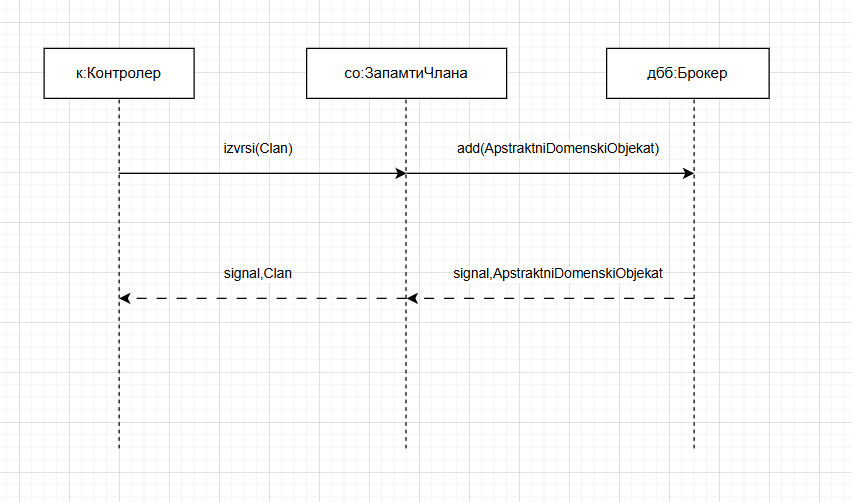 к:Контролер
со:ЗапамтиЧлана
дбб:Брокер
izvrsi(Clan)
add(ApstraktniDomenskiObjekat)
signal,Clan
signal,ApstraktniDomenskiObjekat